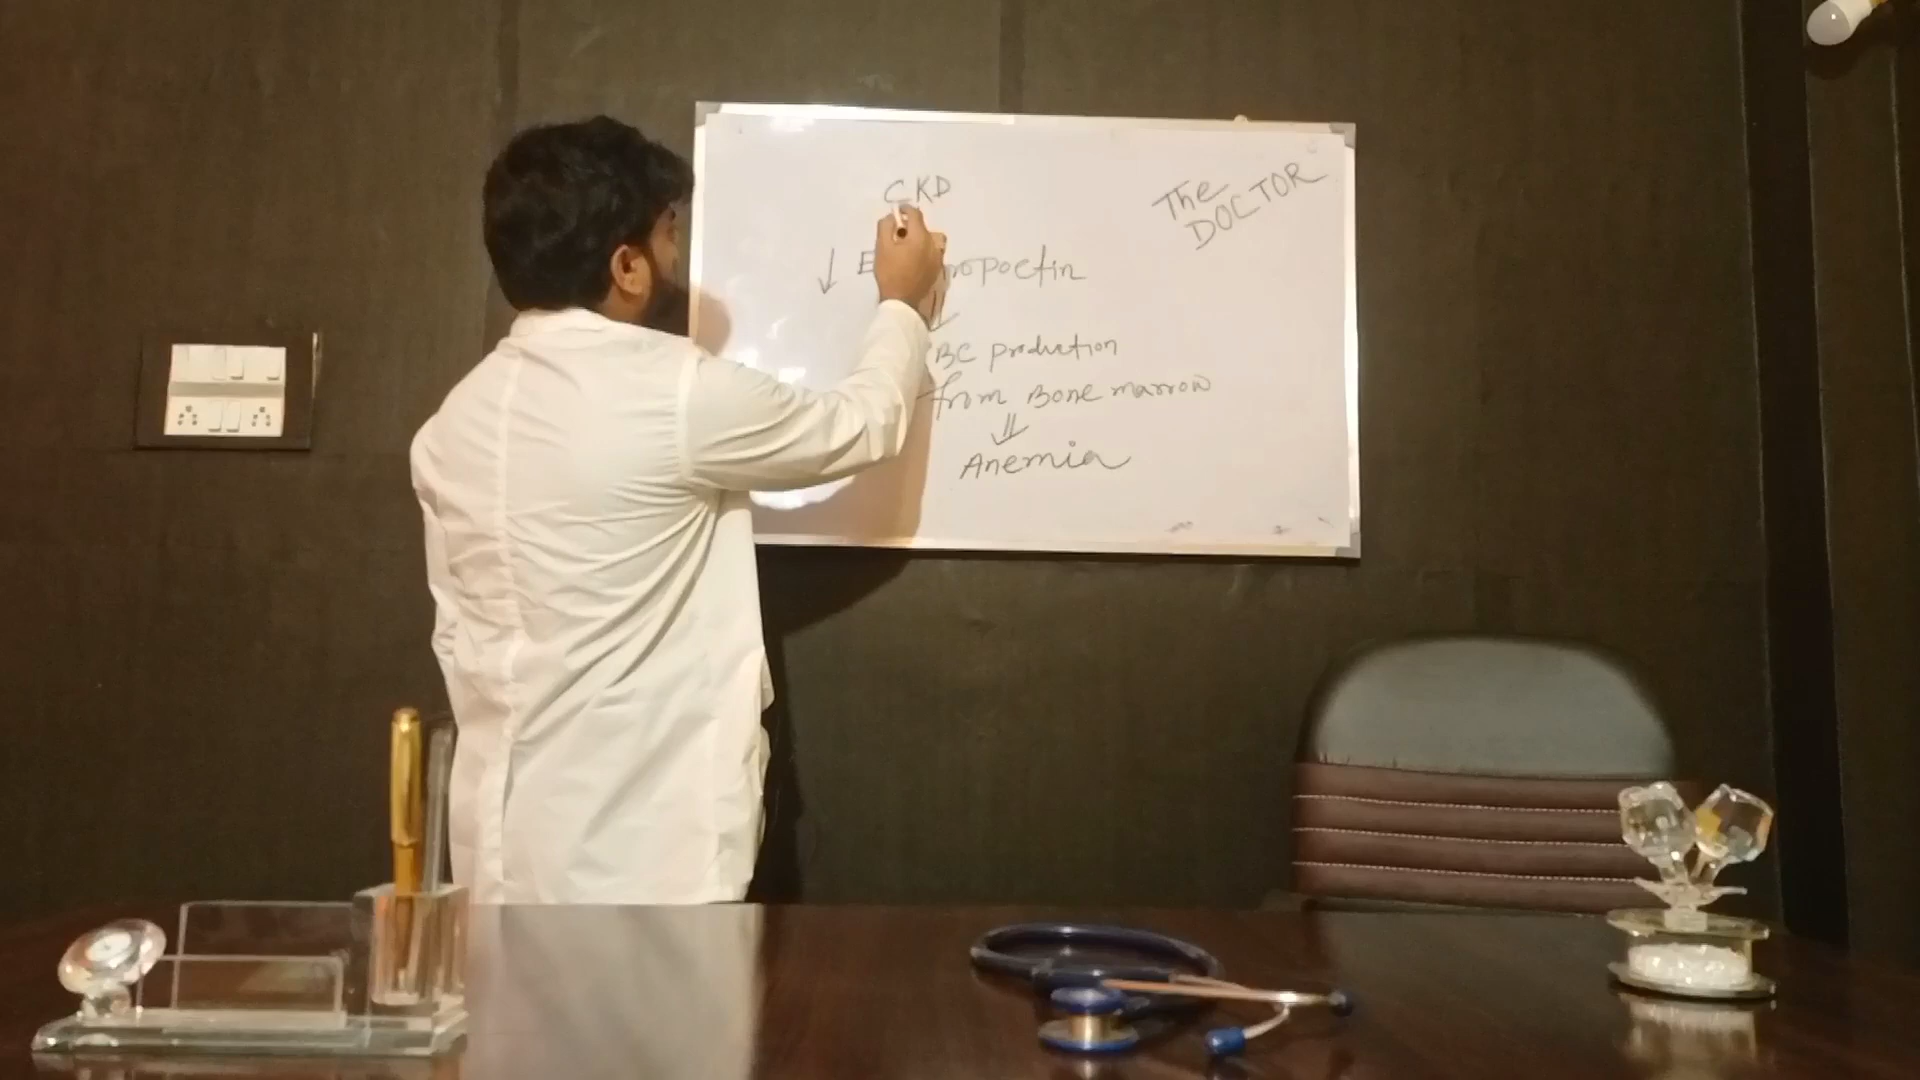 CKD
The
DOCTOR
↓
BC production
from Bone marrow
⇓
Anemia